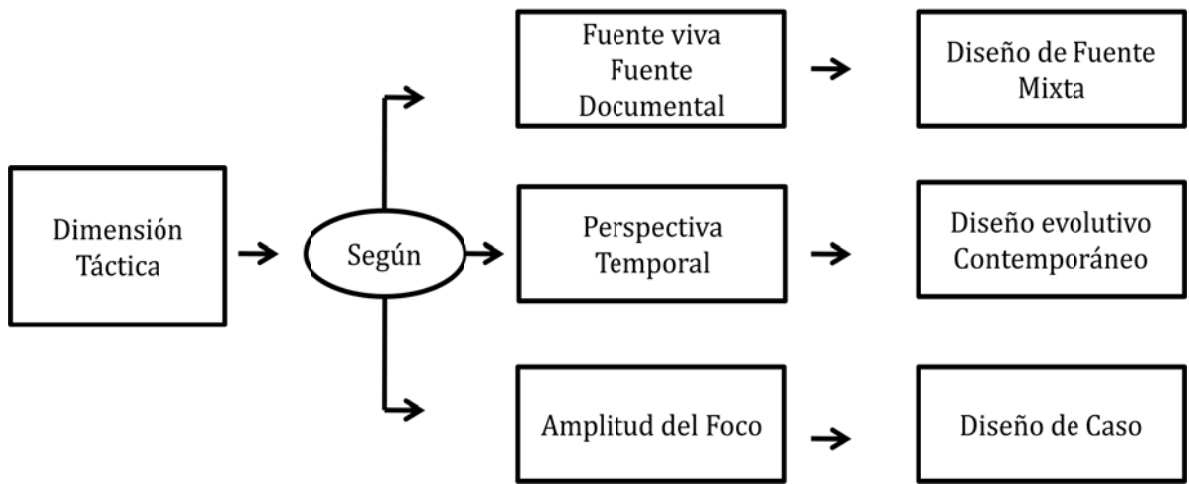 Dimensión
Táctica
Según
Fuente viva
Fuente
Documental
Diseño de Fuente
Mixta
Perspectiva
Temporal
Diseño evolutivo
Contemporáneo
Amplitud del Foco
Diseño de Caso